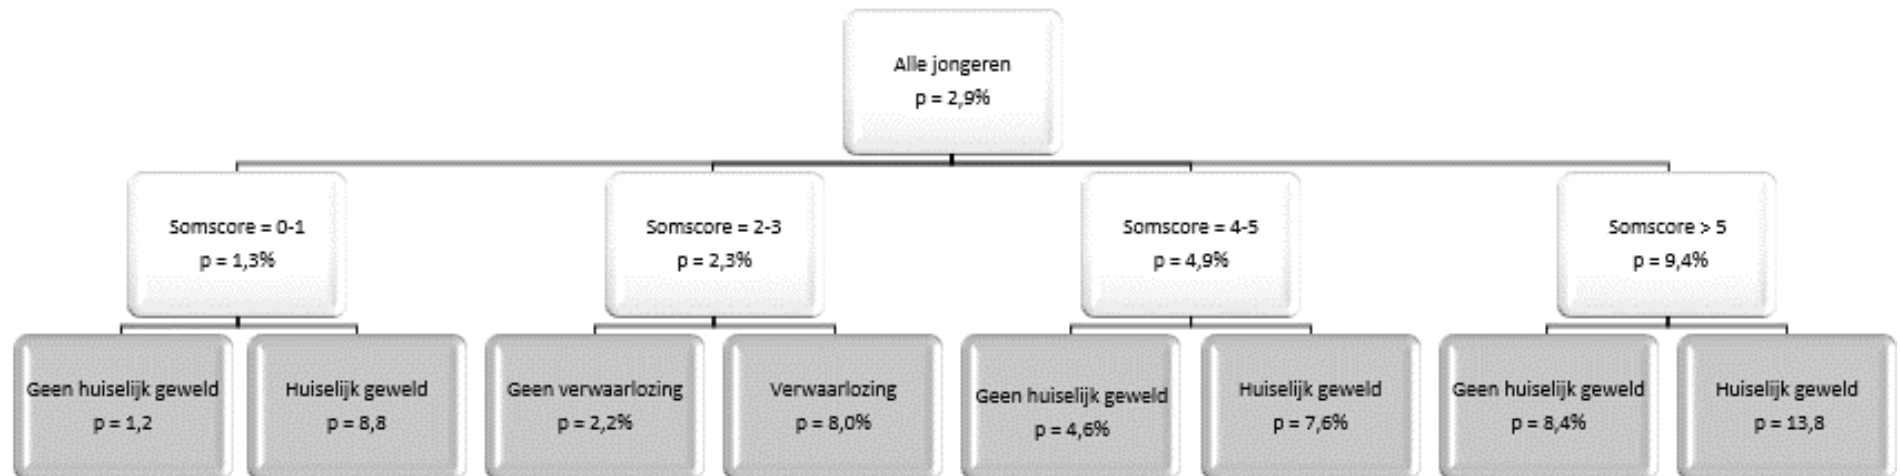 Alle jongeren
p = 2,9%
Somscore = 0-1
p = 1,3%
Somscore = 2-3
p = 2,3%
Somscore = 4-5
p = 4,9%
Somscore > 5
p = 9,4%
Geen huiselijk geweld
p = 1,2
Huiselijk geweld
p = 8,8
Geen verwaarlozing
p = 2,2%
Verwaarlozing
p = 8,0%
Geen huiselijk geweld
p = 4,6%
Huiselijk geweld
p = 7,6%
Geen huiselijk geweld
p = 8,4%
Huiselijk geweld
p = 13,8